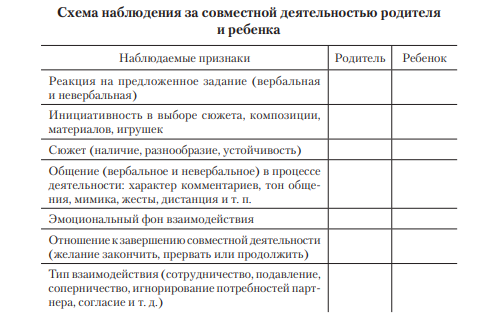 Схема наблюдения за совместной деятельностью родителя
и ребенка
Наблюдаемые признаки Родитель Ребенок
Реакция на предложенное задание (вербальная
и невербальная)
Инициативность в выборе сюжета, композиции,
материалов, игрушек
Сюжет (наличие, разнообразие, устойчивость)
Общение (вербальное и невербальное) в процессе
деятельности: характер комментариев, тон обще-
ния, мимика, жесты, дистанция и т. п.
Эмоциональный фон взаимодействия
Отношение к завершению совместной деятельности
(желание закончить, прервать или продолжить)
Тип взаимодействия (сотрудничество, подавление,
соперничество, игнорирование потребностей парт-
нера, согласие и т. д.)